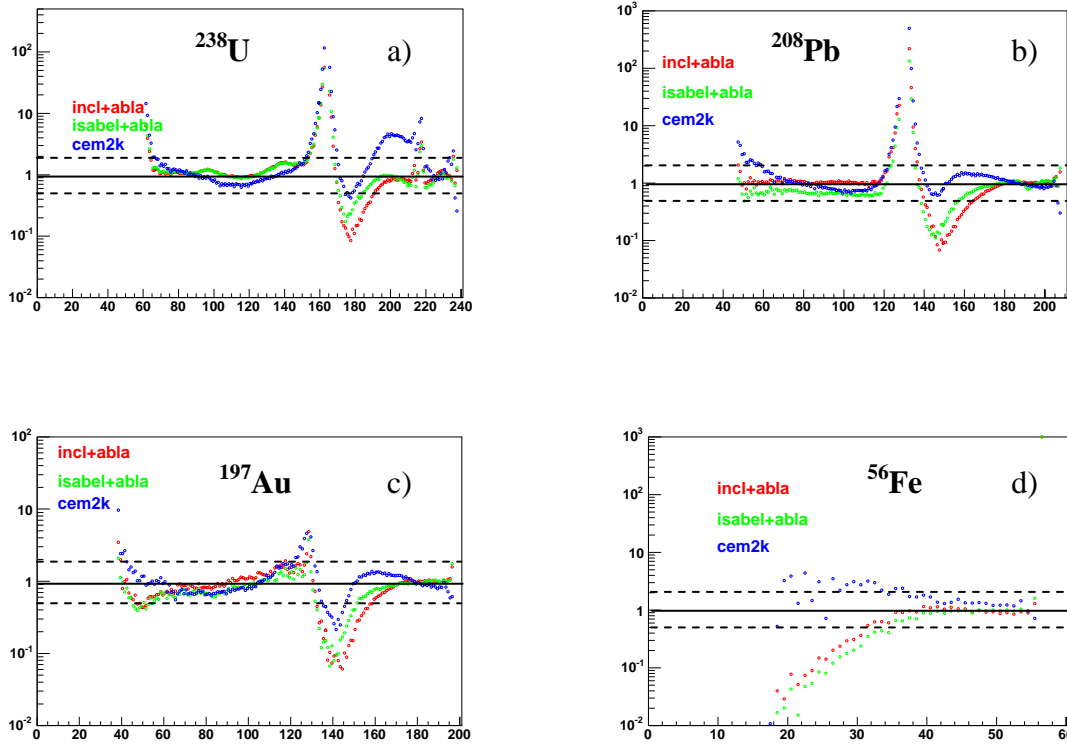 ²³⁸U a)
incl+abla
isabel+abla
cem2k
10²
10
1
10⁻¹
10⁻²
0 20 40 60 80 100 120 140 160 180 200 220 240
²⁰⁸Pb b)
incl+abla
isabel+abla
cem2k
10³
10²
10
1
10⁻¹
10⁻²
0 20 40 60 80 100 120 140 160 180 200
¹⁹⁷Au c)
incl+abla
isabel+abla
cem2k
10²
10
1
10⁻¹
10⁻²
0 20 40 60 80 100 120 140 160 180 200
⁵⁶Fe d)
incl+abla
isabel+abla
cem2k
10³
10²
10
1
10⁻¹
10⁻²
0 10 20 30 40 50 60